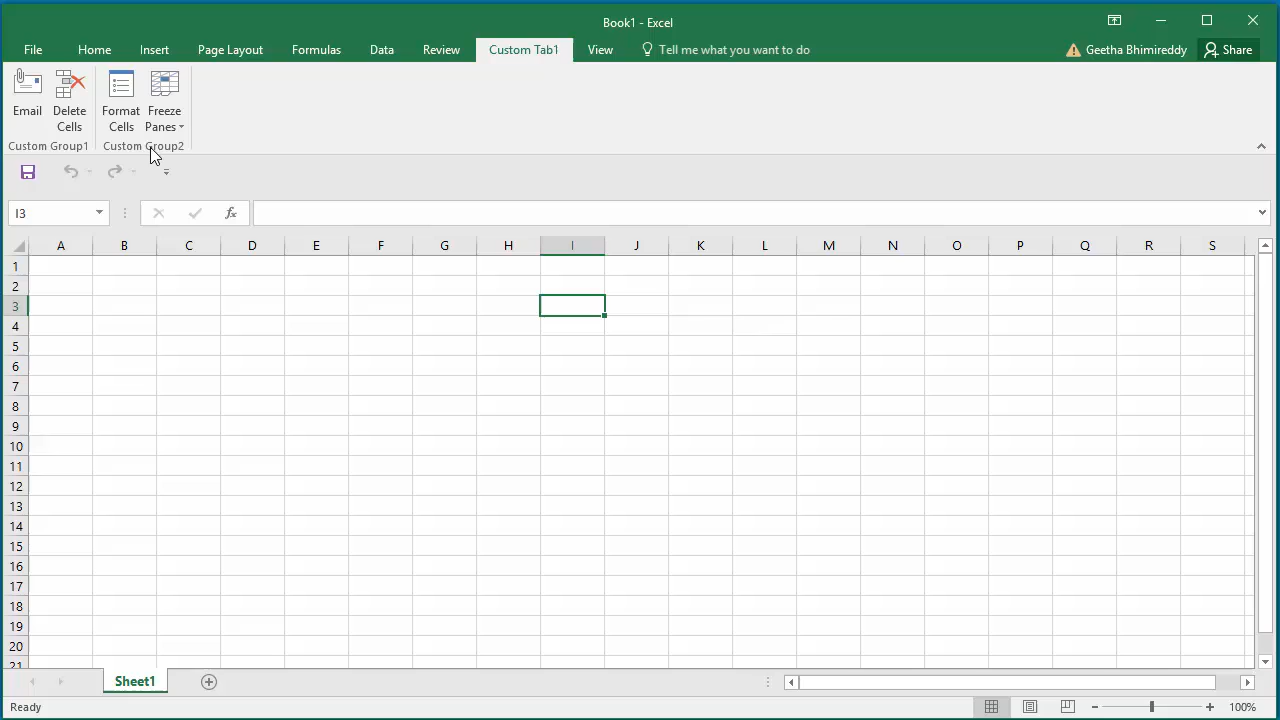 Book1 - Excel
File Home Insert Page Layout Formulas Data Review Custom Tab1 View Tell me what you want to do Geetha Bhimireddy Share
Email Delete Cells Format Cells Freeze Panes
Custom Group1 Custom Group2
I3 fx
A B C D E F G H I J K L M N O P Q R S
1
2
3
4
5
6
7
8
9
10
11
12
13
14
15
16
17
18
19
20
21
Sheet1
Ready 100%